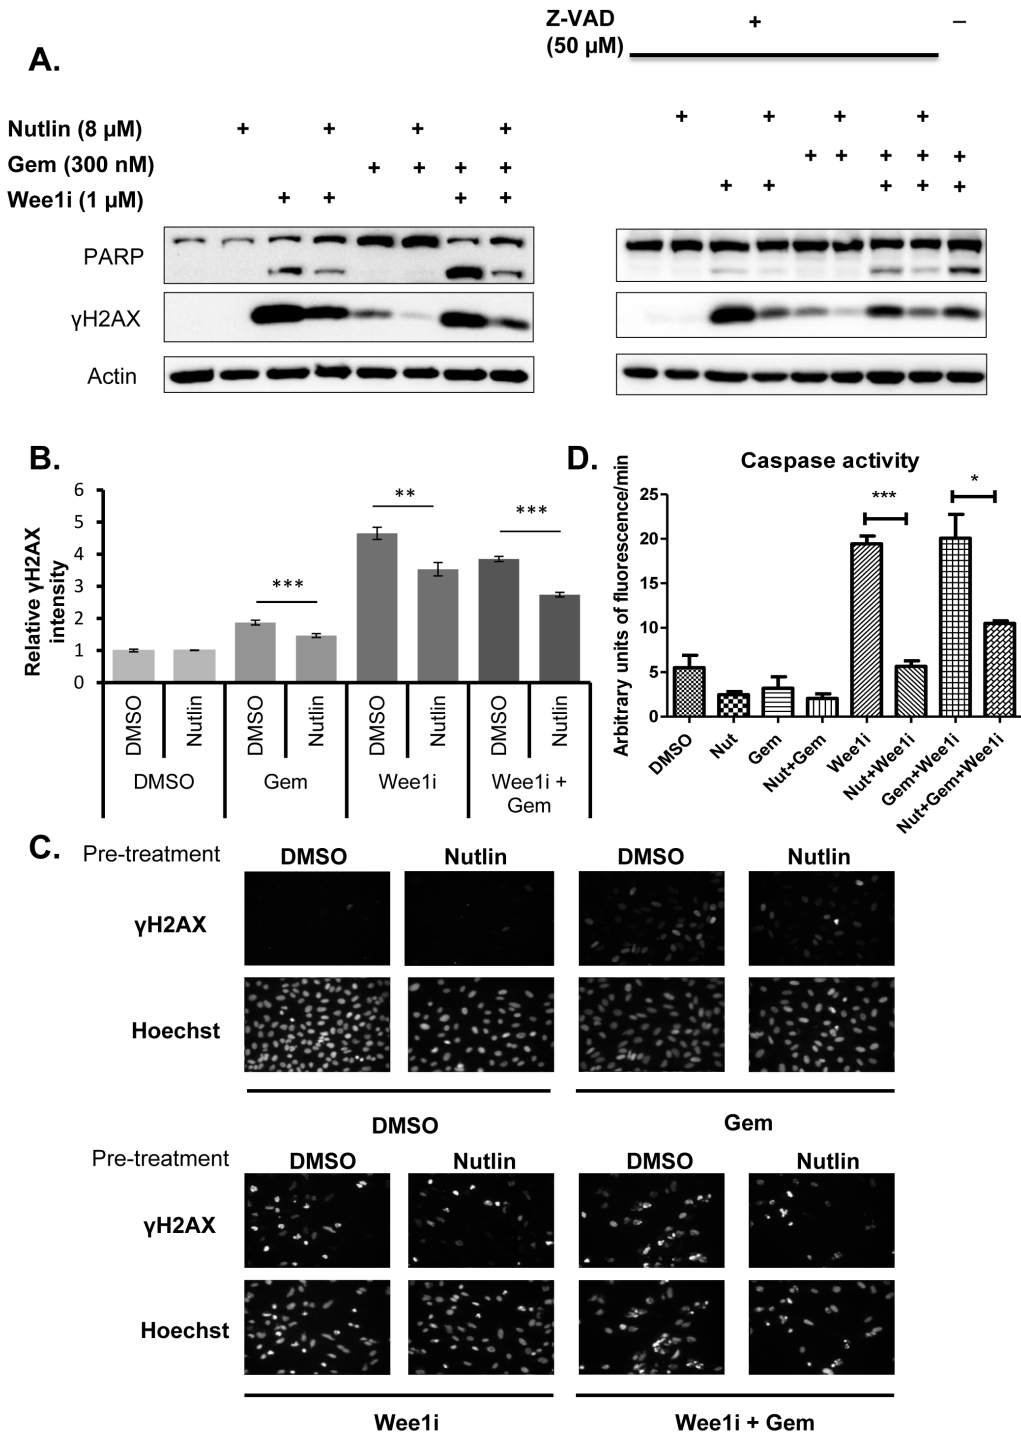 A.
Z-VAD + –
(50 µM)
Nutlin (8 µM) + + + +
+ + + +
Gem (300 nM) + + + +
+ + + + +
Wee1i (1 µM) + + + +
+ + + + +
PARP
γH2AX
Actin
B.
Relative γH2AX
intensity
6
5
4
3
2
1
0
*** ** ***
DMSO Nutlin DMSO Nutlin DMSO Nutlin DMSO Nutlin
DMSO Gem Wee1i Wee1i +
Gem
D.
Caspase activity
Arbitrary units of fluorescence/min
25
20
15
10
5
0
*** *
DMSO Nut Gem Nut+Gem Wee1i Nut+Wee1i Gem+Wee1i Nut+Gem+Wee1i
C.
Pre-treatment DMSO Nutlin DMSO Nutlin
γH2AX
Hoechst
DMSO Gem
Pre-treatment DMSO Nutlin DMSO Nutlin
γH2AX
Hoechst
Wee1i Wee1i + Gem